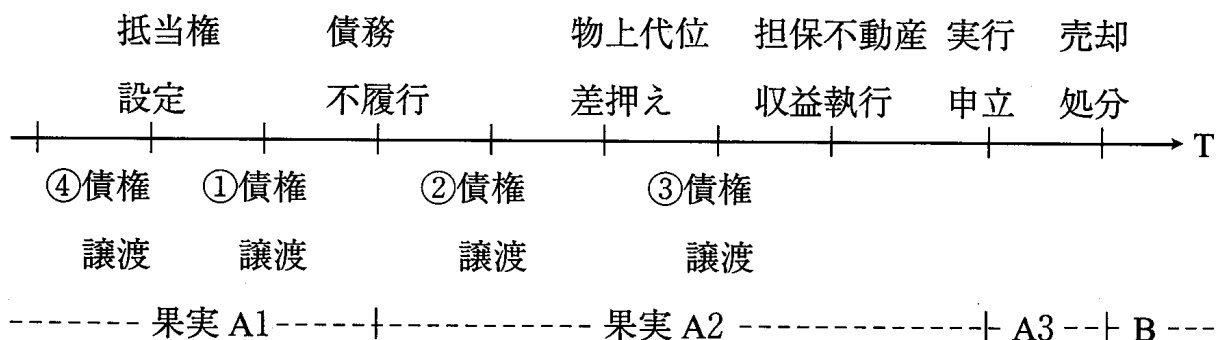 抵当権 債務 物上代位 担保不動産 実行 売却
設定 不履行 差押え 収益執行 申立 処分
T
④債権 ①債権 ②債権 ③債権
譲渡 譲渡 譲渡 譲渡
果実 A1 果実 A2 A3 B